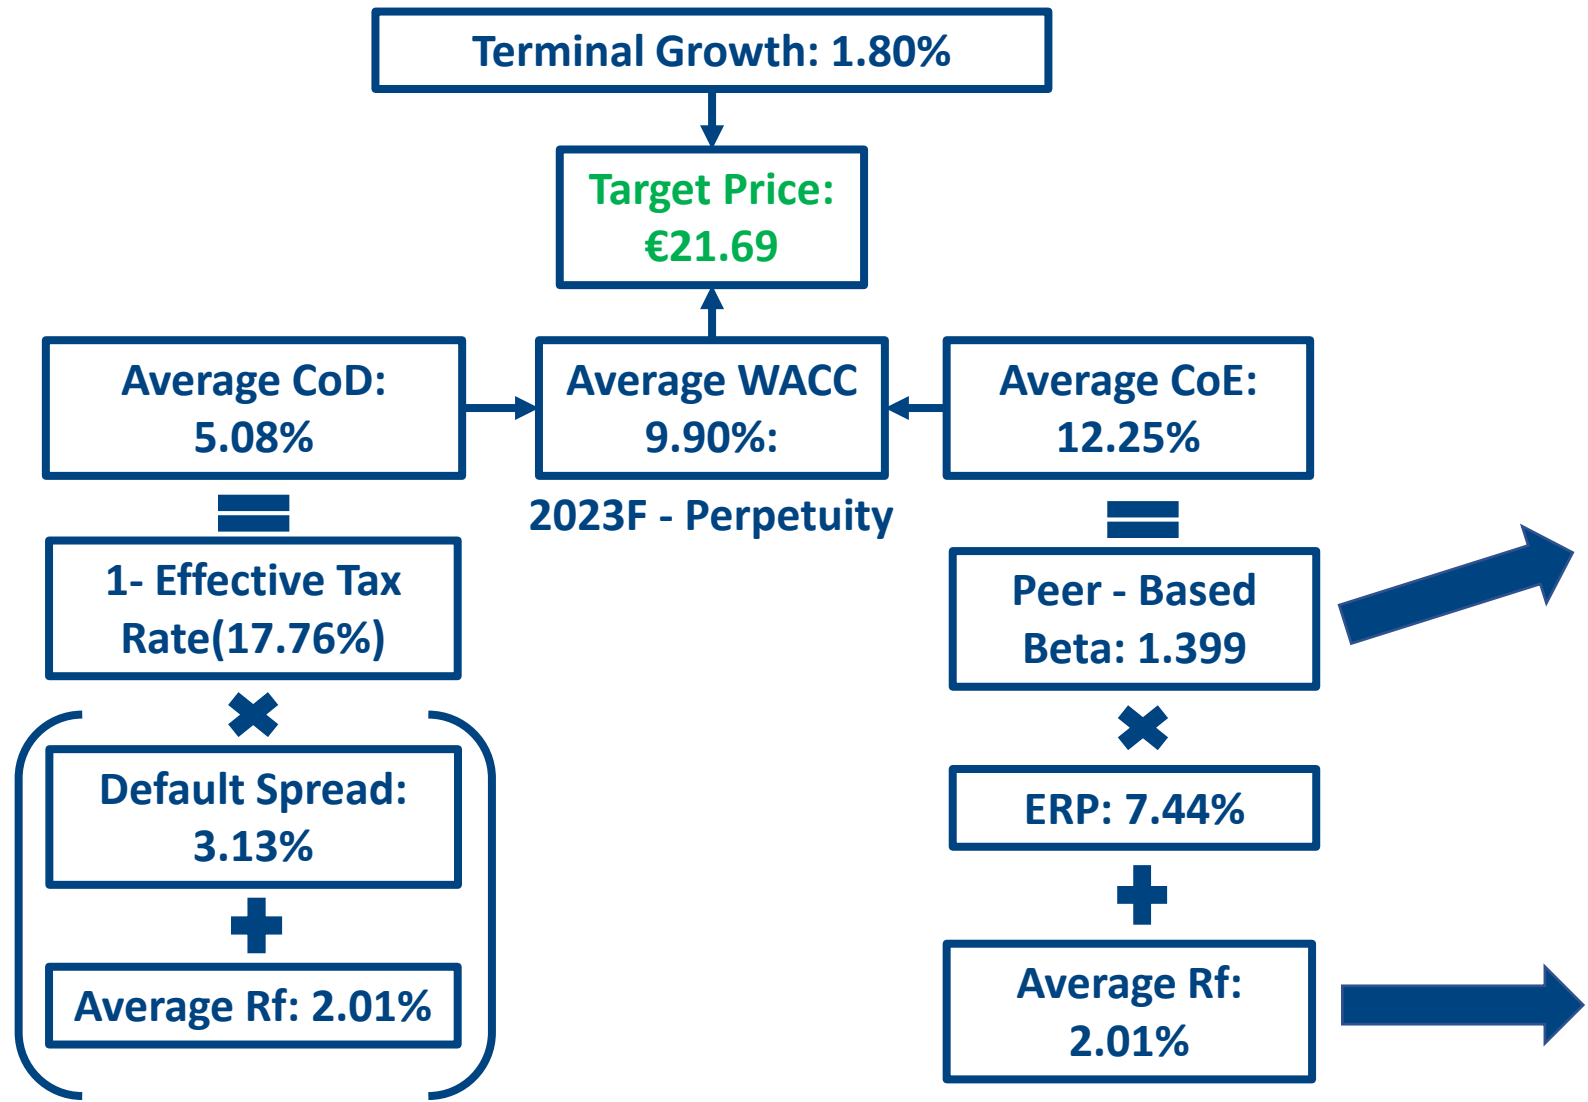 Terminal Growth: 1.80%
Target Price:
€21.69
Average CoD:
5.08%
Average WACC
9.90%:
Average CoE:
12.25%
2023F - Perpetuity
1- Effective Tax
Rate(17.76%)
Peer - Based
Beta: 1.399
Default Spread:
3.13%
ERP: 7.44%
Average Rf: 2.01%
Average Rf:
2.01%